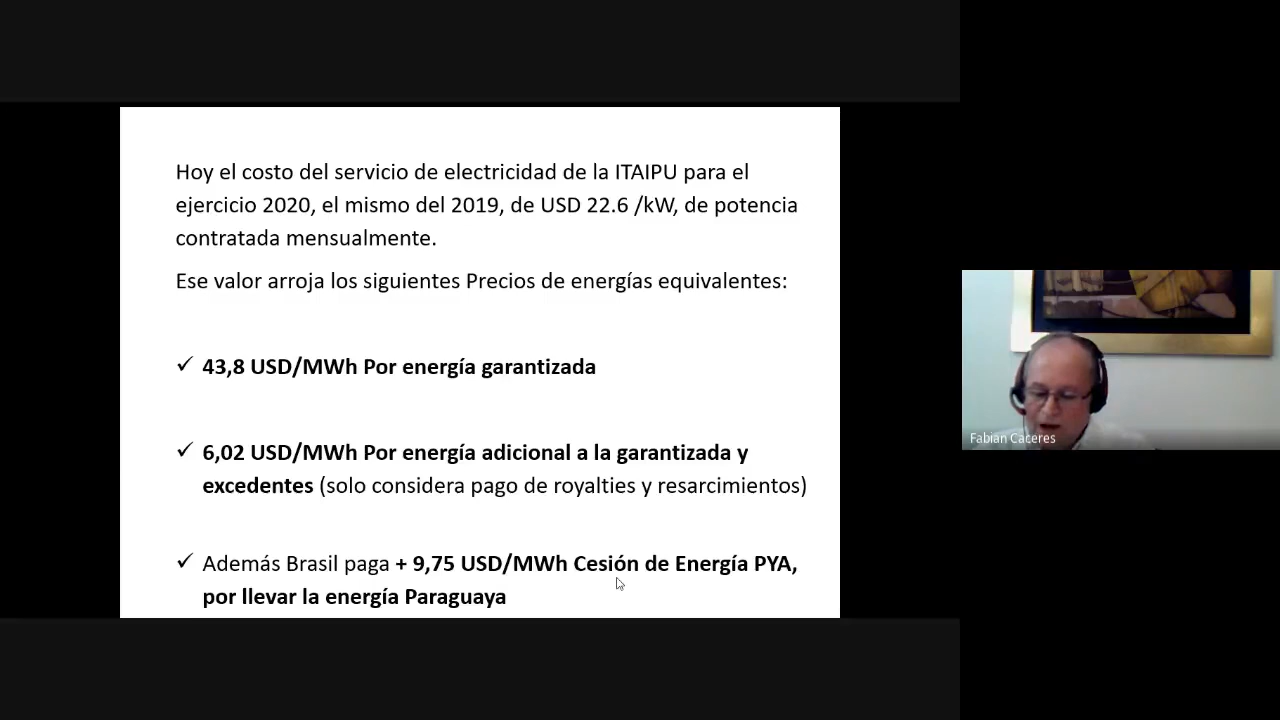 Hoy el costo del servicio de electricidad de la ITAIPU para el
ejercicio 2020, el mismo del 2019, de USD 22.6 /kW, de potencia
contratada mensualmente.
Ese valor arroja los siguientes Precios de energías equivalentes:
✓ 43,8 USD/MWh Por energía garantizada
✓ 6,02 USD/MWh Por energía adicional a la garantizada y
excedentes (solo considera pago de royalties y resarcimientos)
✓ Además Brasil paga + 9,75 USD/MWh Cesión de Energía PYA,
por llevar la energía Paraguaya
Fabian Caceres